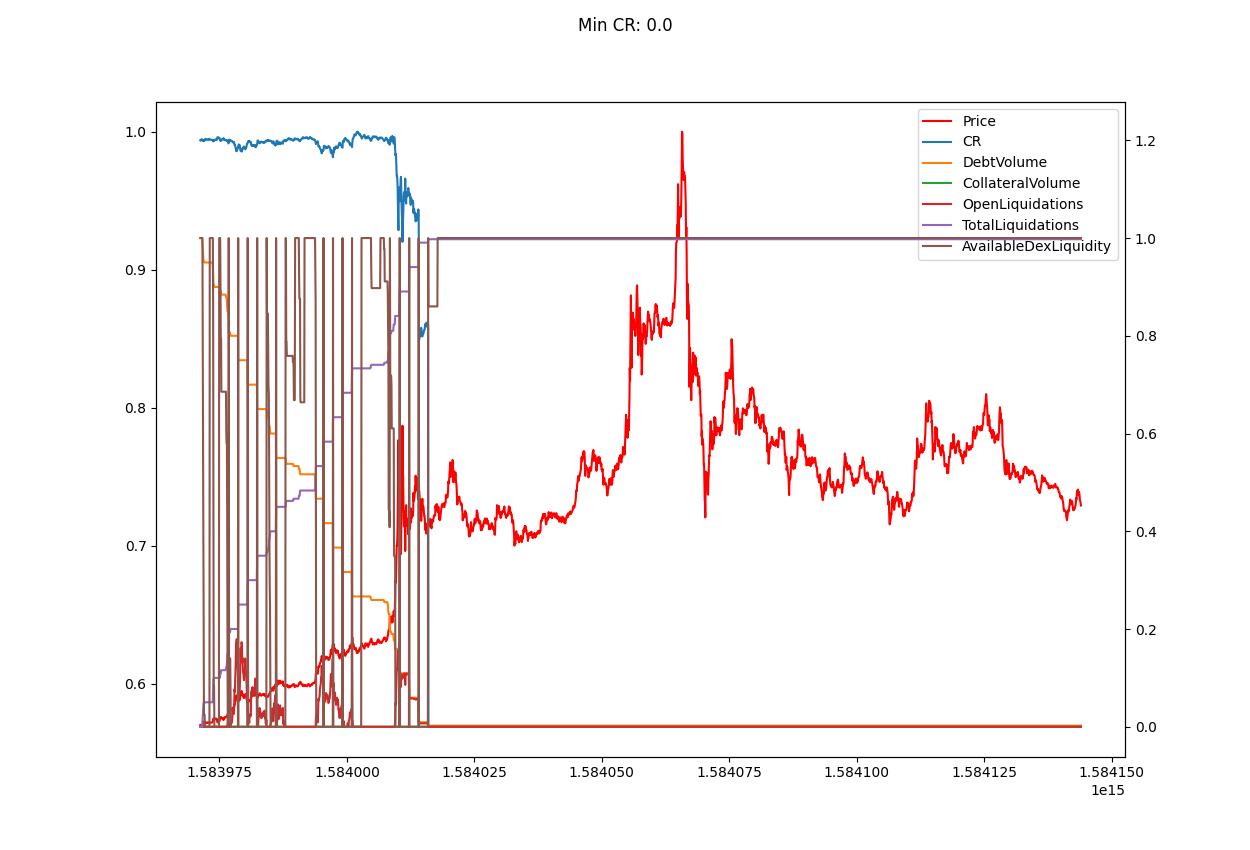 Min CR: 0.0
1.0
0.9
0.8
0.7
0.6
1.2
1.0
0.8
0.6
0.4
0.2
0.0
Price
CR
DebtVolume
CollateralVolume
OpenLiquidations
TotalLiquidations
AvailableDexLiquidity
1.583975 1.584000 1.584025 1.584050 1.584075 1.584100 1.584125 1.584150
1e15